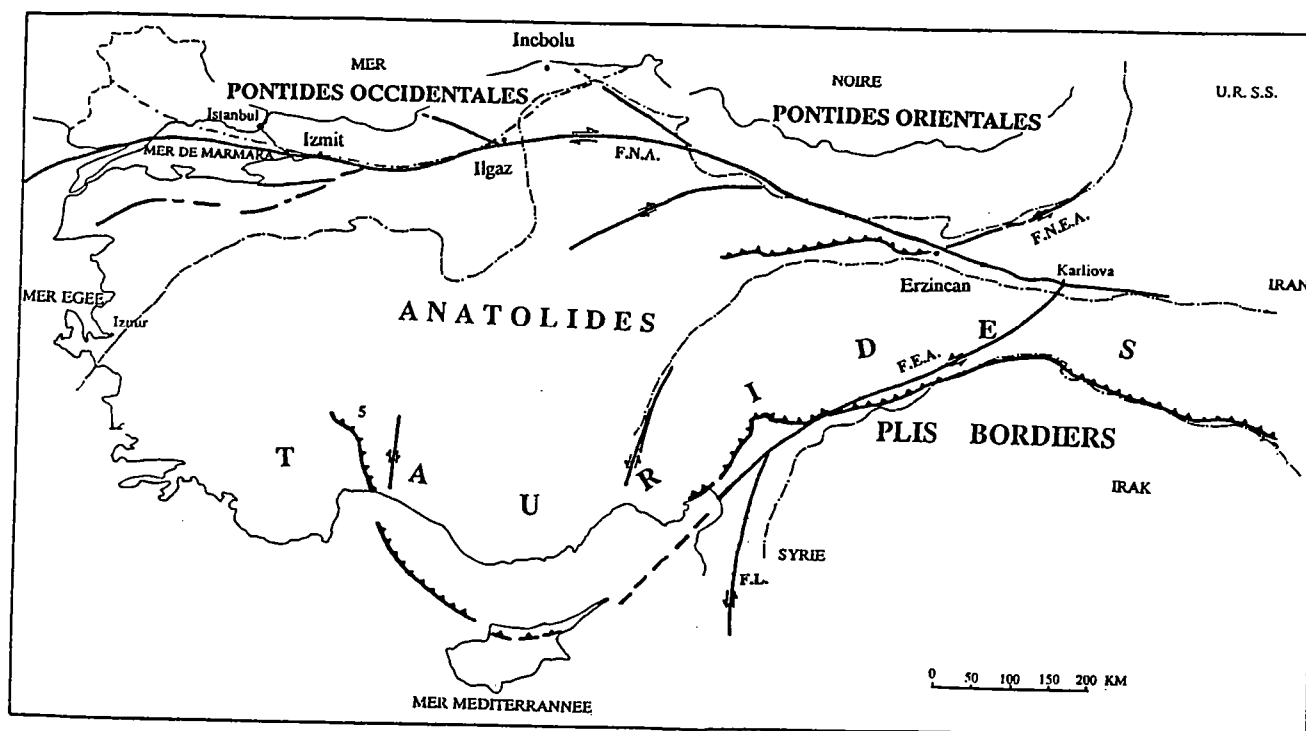 Incbolu
MER
NOIRE
U.R.S.S.
PONTIDES OCCIDENTALES
PONTIDES ORIENTALES
Istanbul
Izmit
MER DE MARMARA
Ilgaz
F.N.A.
F.N.E.A.
Karliova
Erzincan
IRAN
MER EGEE
Izmir
ANATOLIDES
T A U R I D E S
F.E.A.
5
PLIS BORDIERS
IRAK
SYRIE
F.L.
0 50 100 150 200 KM
MER MEDITERRANNEE